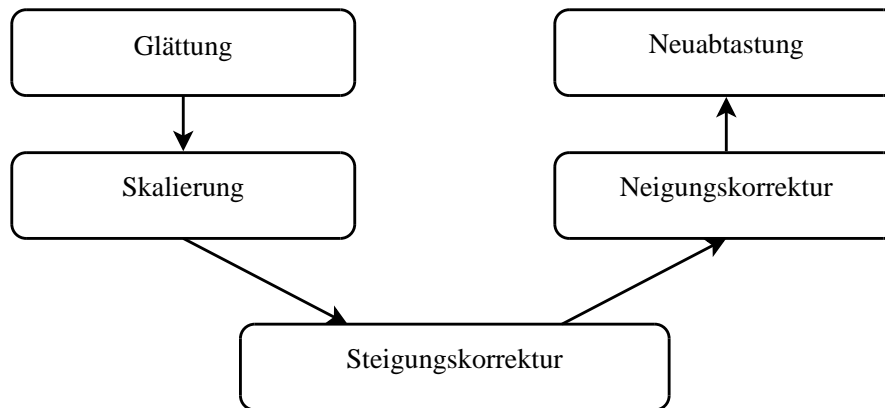 Glättung
Neuabtastung
Skalierung
Neigungskorrektur
Steigungskorrektur